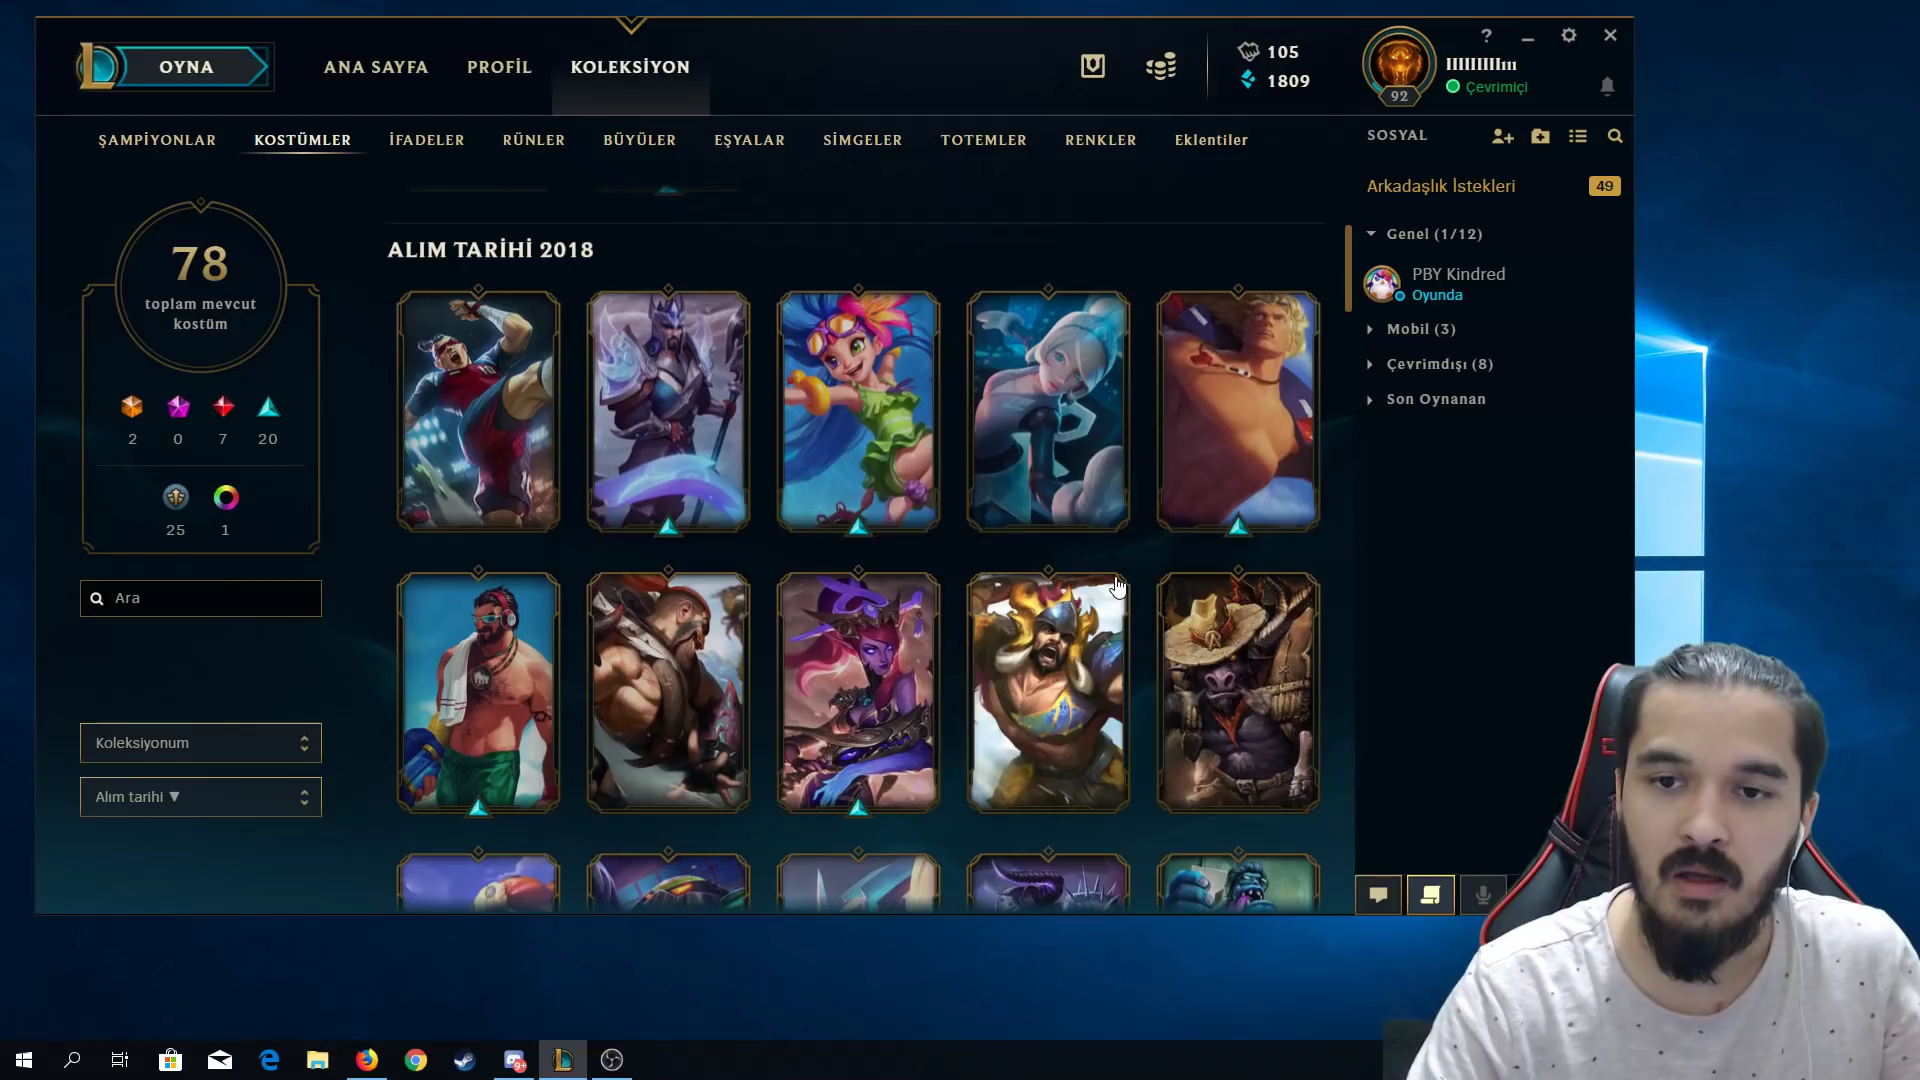 OYNA
ANA SAYFA
PROFİL
KOLEKSİYON
105
1809
92
IIIIIIIIIııı
Çevrimiçi
ŞAMPİYONLAR
KOSTÜMLER
İFADELER
RÜNLER
BÜYÜLER
EŞYALAR
SİMGELER
TOTEMLER
RENKLER
Eklentiler
78
toplam mevcut
kostüm
2
0
7
20
25
1
Ara
Koleksiyonum
Alım tarihi ▼
ALIM TARİHİ 2018
SOSYAL
Arkadaşlık İstekleri
49
Genel (1/12)
PBY Kindred
Oyunda
Mobil (3)
Çevrimdışı (8)
Son Oynanan
9+